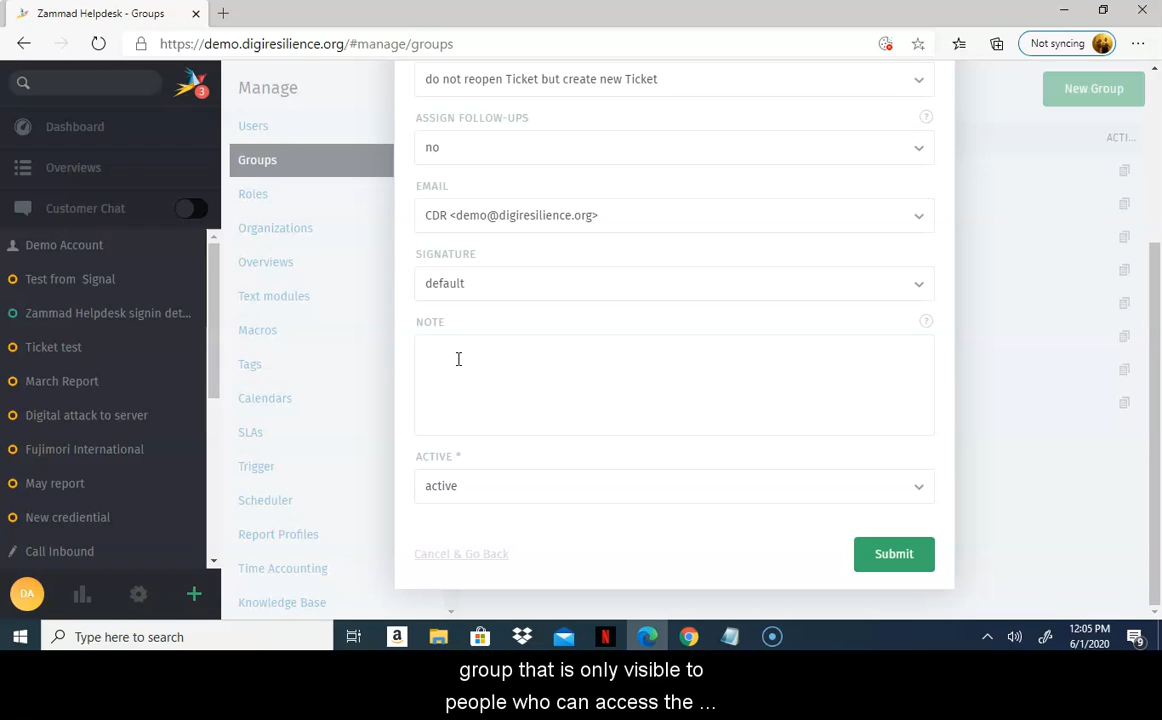 Zammad Helpdesk - Groups
https://demo.digiresilience.org/#manage/groups
Not syncing
3
Dashboard
Overviews
Customer Chat
Demo Account
Test from Signal
Zammad Helpdesk signin det...
Ticket test
March Report
Digital attack to server
Fujimori International
May report
New crediential
Call Inbound
DA
Manage
Users
Groups
Roles
Organizations
Overviews
Text modules
Macros
Tags
Calendars
SLAs
Trigger
Scheduler
Report Profiles
Time Accounting
Knowledge Base
New Group
ACTI...
do not reopen Ticket but create new Ticket
ASSIGN FOLLOW-UPS
?
no
EMAIL
CDR <demo@digiresilience.org>
SIGNATURE
default
NOTE
?
ACTIVE *
active
Cancel & Go Back
Submit
Type here to search
a
N
12:05 PM
6/1/2020
9
group that is only visible to
people who can access the ...